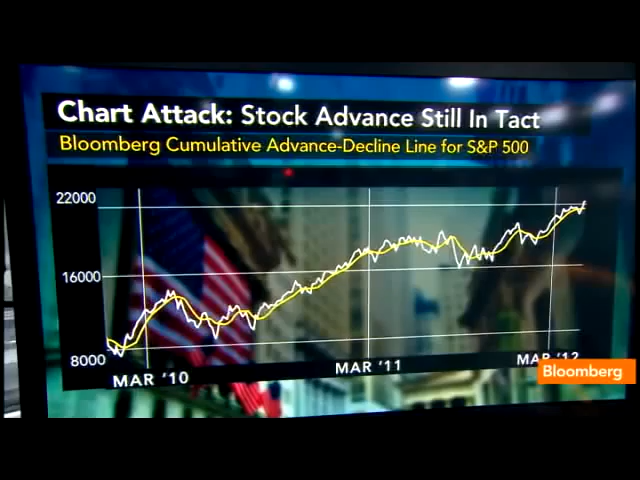 Chart Attack: Stock Advance Still In Tact
Bloomberg Cumulative Advance-Decline Line for S&P 500
22000
16000
8000
MAR '10
MAR '11
MAR '12
Bloomberg